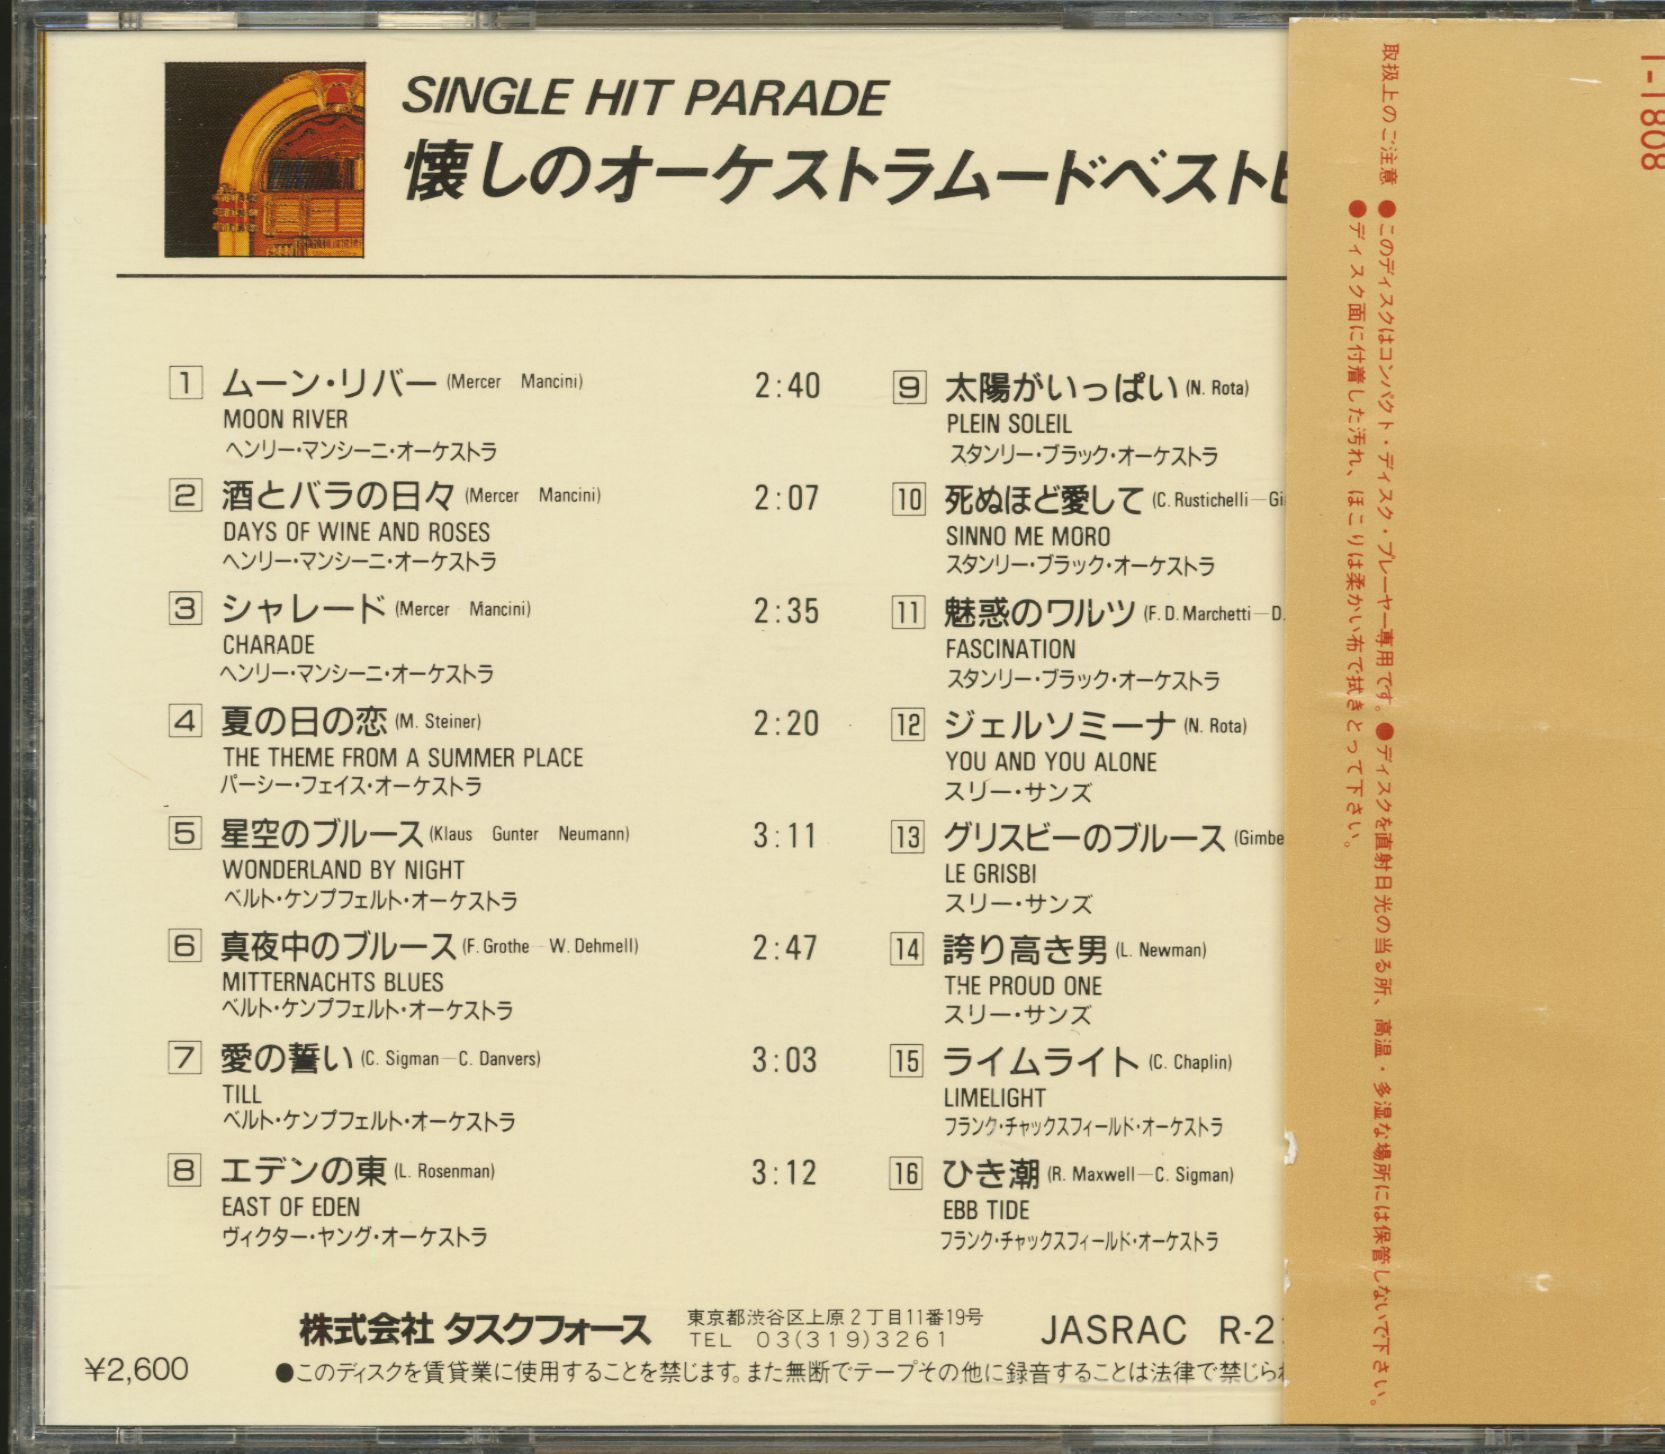 SINGLE HIT PARADE
懐しのオーケストラムードベスト
1 ムーン・リバー (Mercer Mancini) 2:40
MOON RIVER
ヘンリー・マンシーニ・オーケストラ
2 酒とバラの日々 (Mercer Mancini) 2:07
DAYS OF WINE AND ROSES
ヘンリー・マンシーニ・オーケストラ
3 シャレード (Mercer Mancini) 2:35
CHARADE
ヘンリー・マンシーニ・オーケストラ
4 夏の日の恋 (M. Steiner) 2:20
THE THEME FROM A SUMMER PLACE
パーシー・フェイス・オーケストラ
5 星空のブルース (Klaus Gunter Neumann) 3:11
WONDERLAND BY NIGHT
ベルト・ケンプフェルト・オーケストラ
6 真夜中のブルース (F. Grothe—W. Dehmell) 2:47
MITTERNACHTS BLUES
ベルト・ケンプフェルト・オーケストラ
7 愛の誓い (C. Sigman—C. Danvers) 3:03
TILL
ベルト・ケンプフェルト・オーケストラ
8 エデンの東 (L. Rosenman) 3:12
EAST OF EDEN
ヴィクター・ヤング・オーケストラ
9 太陽がいっぱい (N. Rota)
PLEIN SOLEIL
スタンリー・ブラック・オーケストラ
10 死ぬほど愛して (C. Rustichelli—Gi
SINNO ME MORO
スタンリー・ブラック・オーケストラ
11 魅惑のワルツ (F. D. Marchetti—D.
FASCINATION
スタンリー・ブラック・オーケストラ
12 ジェルソミーナ (N. Rota)
YOU AND YOU ALONE
スリー・サンズ
13 グリスビーのブルース (Gimbe
LE GRISBI
スリー・サンズ
14 誇り高き男 (L. Newman)
THE PROUD ONE
スリー・サンズ
15 ライムライト (C. Chaplin)
LIMELIGHT
フランク・チャックスフィールド・オーケストラ
16 ひき潮 (R. Maxwell—C. Sigman)
EBB TIDE
フランク・チャックスフィールド・オーケストラ
株式会社 タスクフォース
東京都渋谷区上原2丁目11番19号
TEL 03(319)3261
JASRAC R-2
¥2,600
●このディスクを賃貸業に使用することを禁じます。また無断でテープその他に録音することは法律で禁じら
取扱上のご注意 ●このディスクはコンパクト・ディスク・プレーヤー専用です。●ディスクを直射日光の当る所、高温・多湿な場所には保管しないで下さい。
●ディスク面に付着した汚れ、ほこりは柔かい布で拭きとって下さい。
-1808